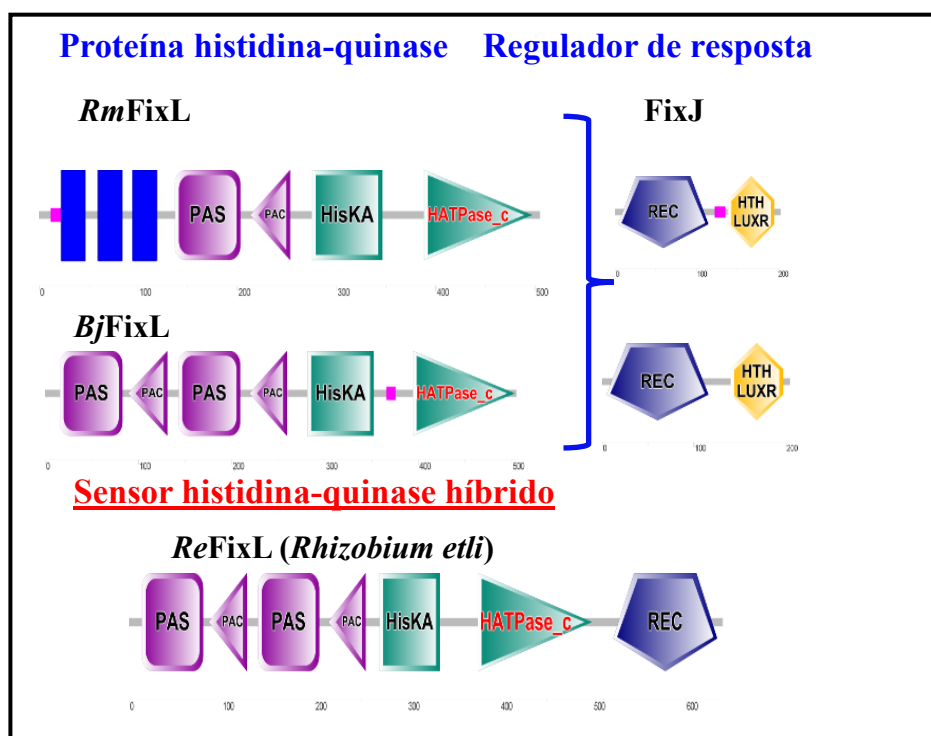 Proteína histidina-quinase Regulador de resposta
RmFixL FixJ
PAS PAC HisKA HATPase_c REC HTH LUXR
0 100 200 300 400 500 0 100 200
BjFixL
PAS PAC PAS PAC HisKA HATPase_c REC HTH LUXR
0 100 200 300 400 500 0 100 200
Sensor histidina-quinase híbrido
ReFixL (Rhizobium etli)
PAS PAC PAS PAC HisKA HATPase_c REC
0 100 200 300 400 500 600